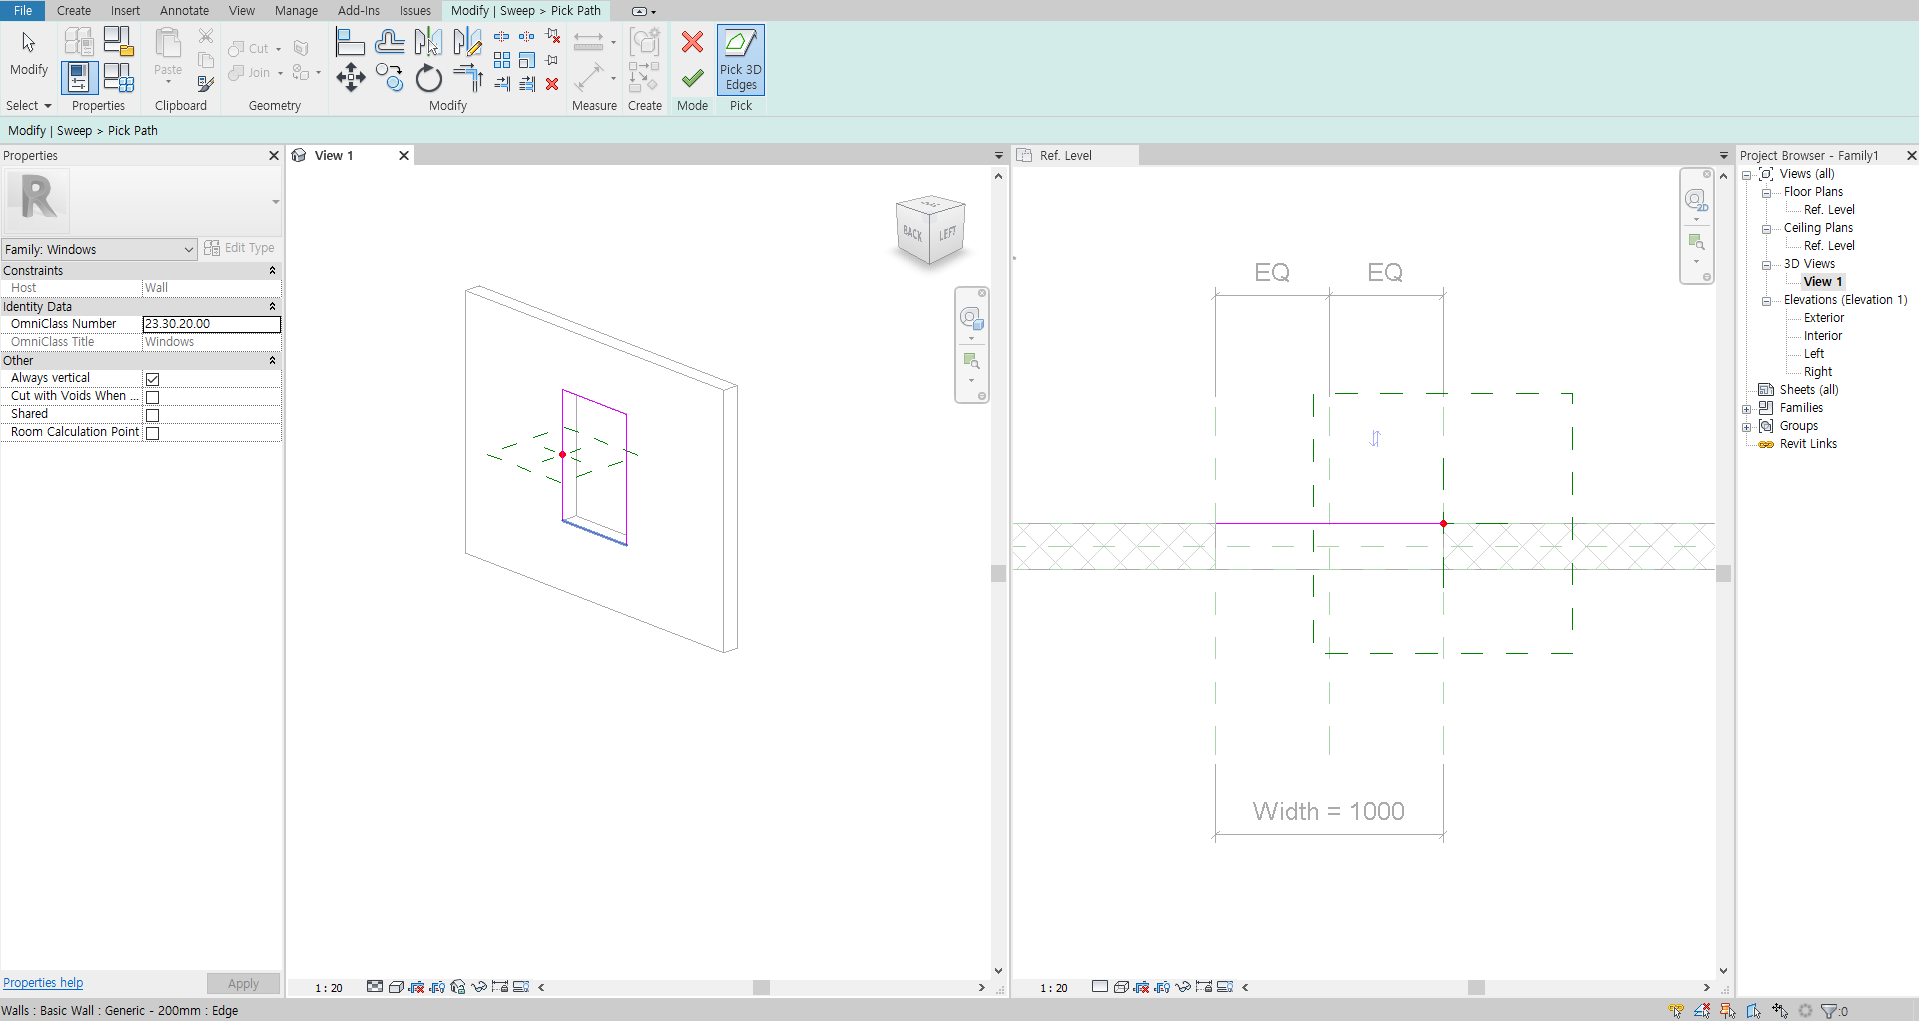 File Create Insert Annotate View Manage Add-Ins Issues Modify | Sweep > Pick Path
Modify Paste Cut Join Pick 3D Edges
Select Properties Clipboard Geometry Modify Measure Create Mode Pick
Modify | Sweep > Pick Path
Properties
R
Family: Windows Edit Type
Constraints
Host Wall
Identity Data
OmniClass Number 23.30.20.00
OmniClass Title Windows
Other
Always vertical
Cut with Voids When ...
Shared
Room Calculation Point
Properties help Apply
View 1
BACK LEFT
1 : 20
Ref. Level
2D
EQ EQ
Width = 1000
1 : 20
Project Browser - Family1
Views (all)
Floor Plans
Ref. Level
Ceiling Plans
Ref. Level
3D Views
View 1
Elevations (Elevation 1)
Exterior
Interior
Left
Right
Sheets (all)
Families
Groups
Revit Links
Walls : Basic Wall : Generic - 200mm : Edge
:0